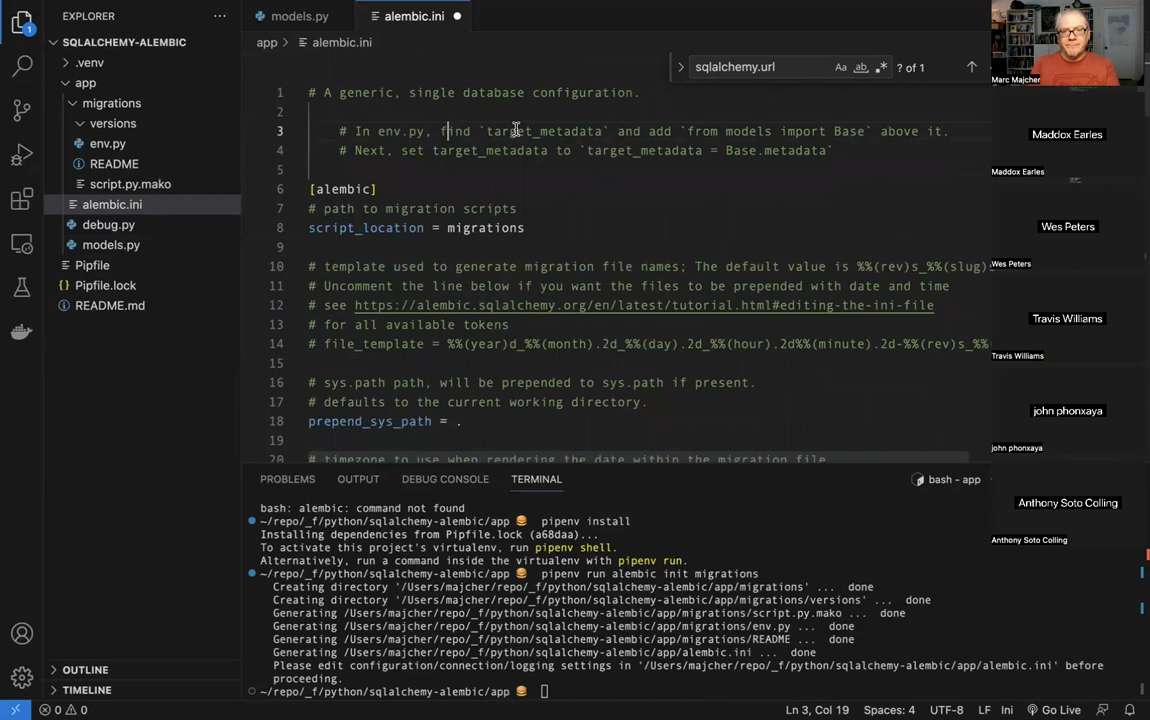 EXPLORER
models.py
alembic.ini
SQLALCHEMY-ALEMBIC
.venv
app
migrations
versions
env.py
README
script.py.mako
alembic.ini
debug.py
models.py
Pipfile
Pipfile.lock
README.md
OUTLINE
TIMELINE
1
app > alembic.ini
sqlalchemy.url
Aa ab .*
? of 1
1 # A generic, single database configuration.
2
3 # In env.py, find `target_metadata` and add `from models import Base` above it.
4 # Next, set target_metadata to `target_metadata = Base.metadata`
5
6 [alembic]
7 # path to migration scripts
8 script_location = migrations
9
10 # template used to generate migration file names; The default value is %%(rev)s_%%(slug)
11 # Uncomment the line below if you want the files to be prepended with date and time
12 # see https://alembic.sqlalchemy.org/en/latest/tutorial.html#editing-the-ini-file
13 # for all available tokens
14 # file_template = %%(year)d_%%(month).2d_%%(day).2d_%%(hour).2d%%(minute).2d-%%(rev)s_%%
15
16 # sys.path path, will be prepended to sys.path if present.
17 # defaults to the current working directory.
18 prepend_sys_path = .
19
20 # timezone to use when rendering the date within the migration file
PROBLEMS OUTPUT DEBUG CONSOLE TERMINAL
bash - app
bash: alembic: command not found
~/repo/_f/python/sqlalchemy-alembic/app 🍔 pipenv install
Installing dependencies from Pipfile.lock (a68daa)...
To activate this project's virtualenv, run pipenv shell.
Alternatively, run a command inside the virtualenv with pipenv run.
~/repo/_f/python/sqlalchemy-alembic/app 🍔 pipenv run alembic init migrations
Creating directory '/Users/majcher/repo/_f/python/sqlalchemy-alembic/app/migrations' ... done
Creating directory '/Users/majcher/repo/_f/python/sqlalchemy-alembic/app/migrations/versions' ... done
Generating /Users/majcher/repo/_f/python/sqlalchemy-alembic/app/migrations/script.py.mako ... done
Generating /Users/majcher/repo/_f/python/sqlalchemy-alembic/app/migrations/env.py ... done
Generating /Users/majcher/repo/_f/python/sqlalchemy-alembic/app/migrations/README ... done
Generating /Users/majcher/repo/_f/python/sqlalchemy-alembic/app/alembic.ini ... done
Please edit configuration/connection/logging settings in '/Users/majcher/repo/_f/python/sqlalchemy-alembic/app/alembic.ini' before
proceeding.
~/repo/_f/python/sqlalchemy-alembic/app 🍔
0 0
Ln 3, Col 19 Spaces: 4 UTF-8 LF Ini Go Live
Marc Majcher
Maddox Earles
Maddox Earles
Wes Peters
Wes Peters
Travis Williams
Travis Williams
john phonxaya
john phonxaya
Anthony Soto Colling
Anthony Soto Colling